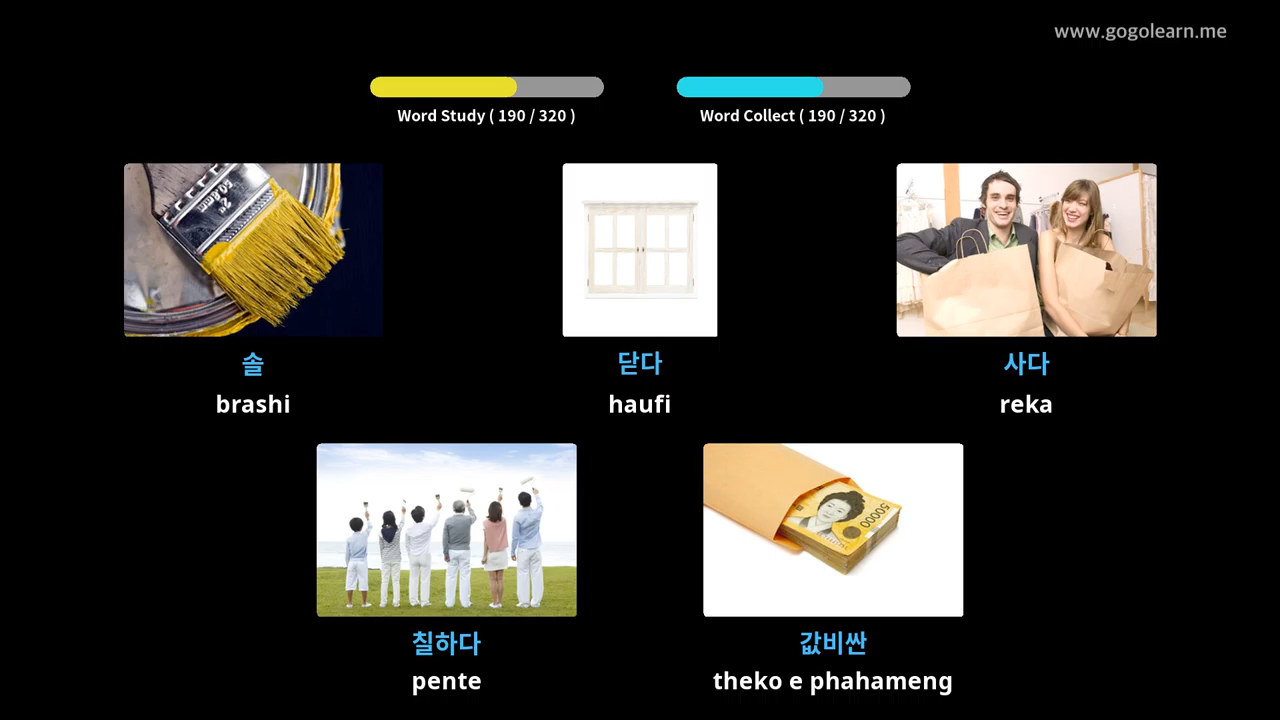 www.gogolearn.me
Word Study ( 190 / 320 )
Word Collect ( 190 / 320 )
솔
brashi
닫다
haufi
사다
reka
칠하다
pente
값비싼
theko e phahameng
50000